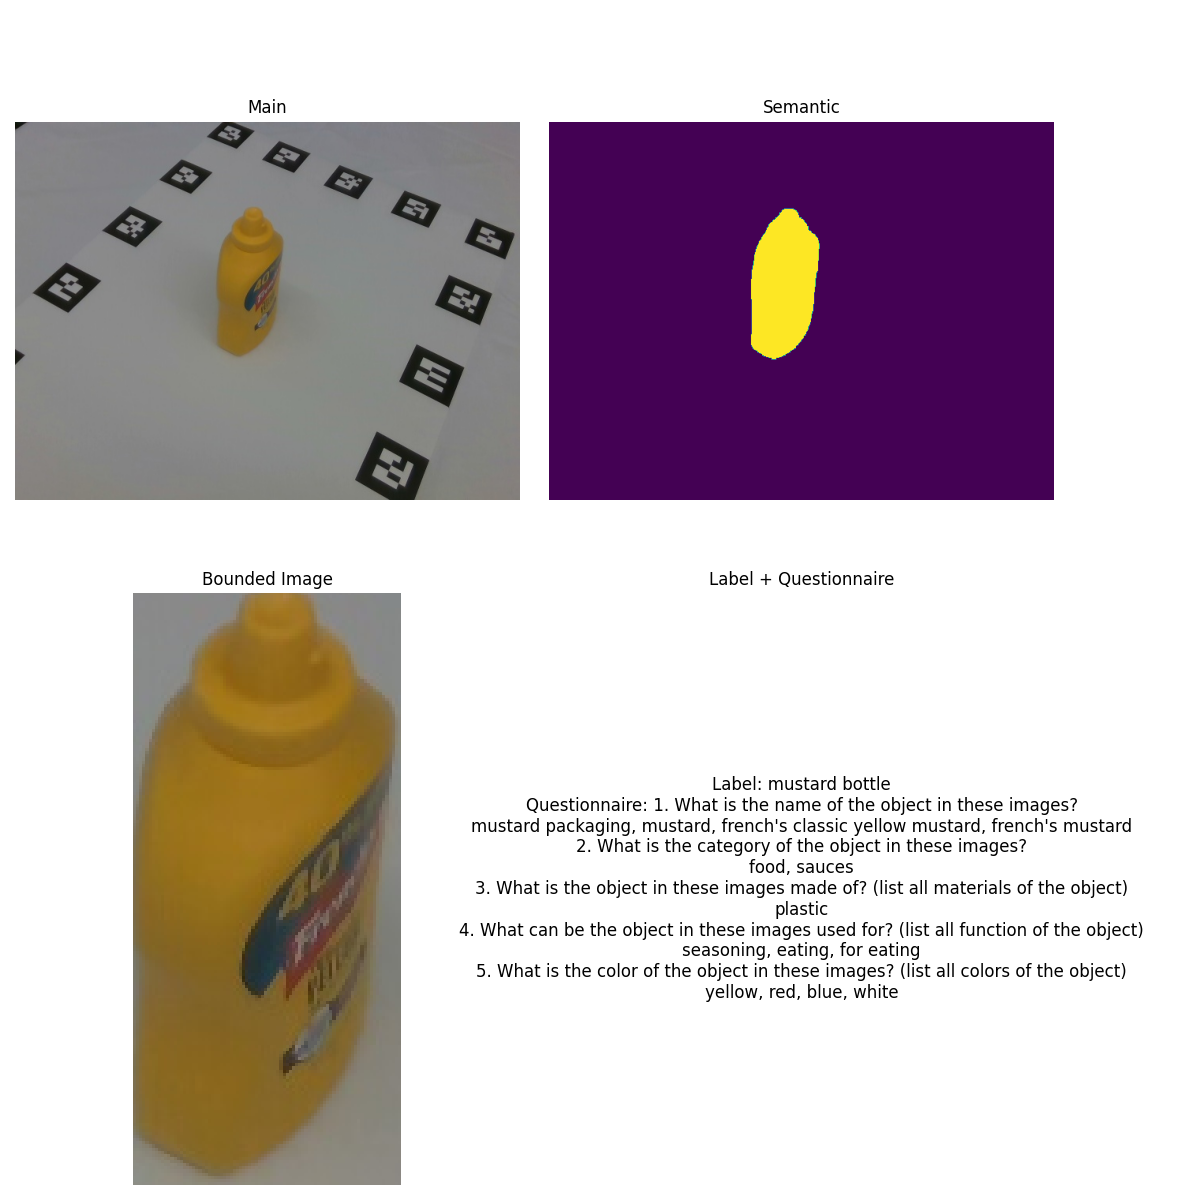 Main
Semantic
40
Bounded Image
Label + Questionnaire
40
Label: mustard bottle
Questionnaire: 1. What is the name of the object in these images?
mustard packaging, mustard, french's classic yellow mustard, french's mustard
2. What is the category of the object in these images?
food, sauces
3. What is the object in these images made of? (list all materials of the object)
plastic
4. What can be the object in these images used for? (list all function of the object)
seasoning, eating, for eating
5. What is the color of the object in these images? (list all colors of the object)
yellow, red, blue, white